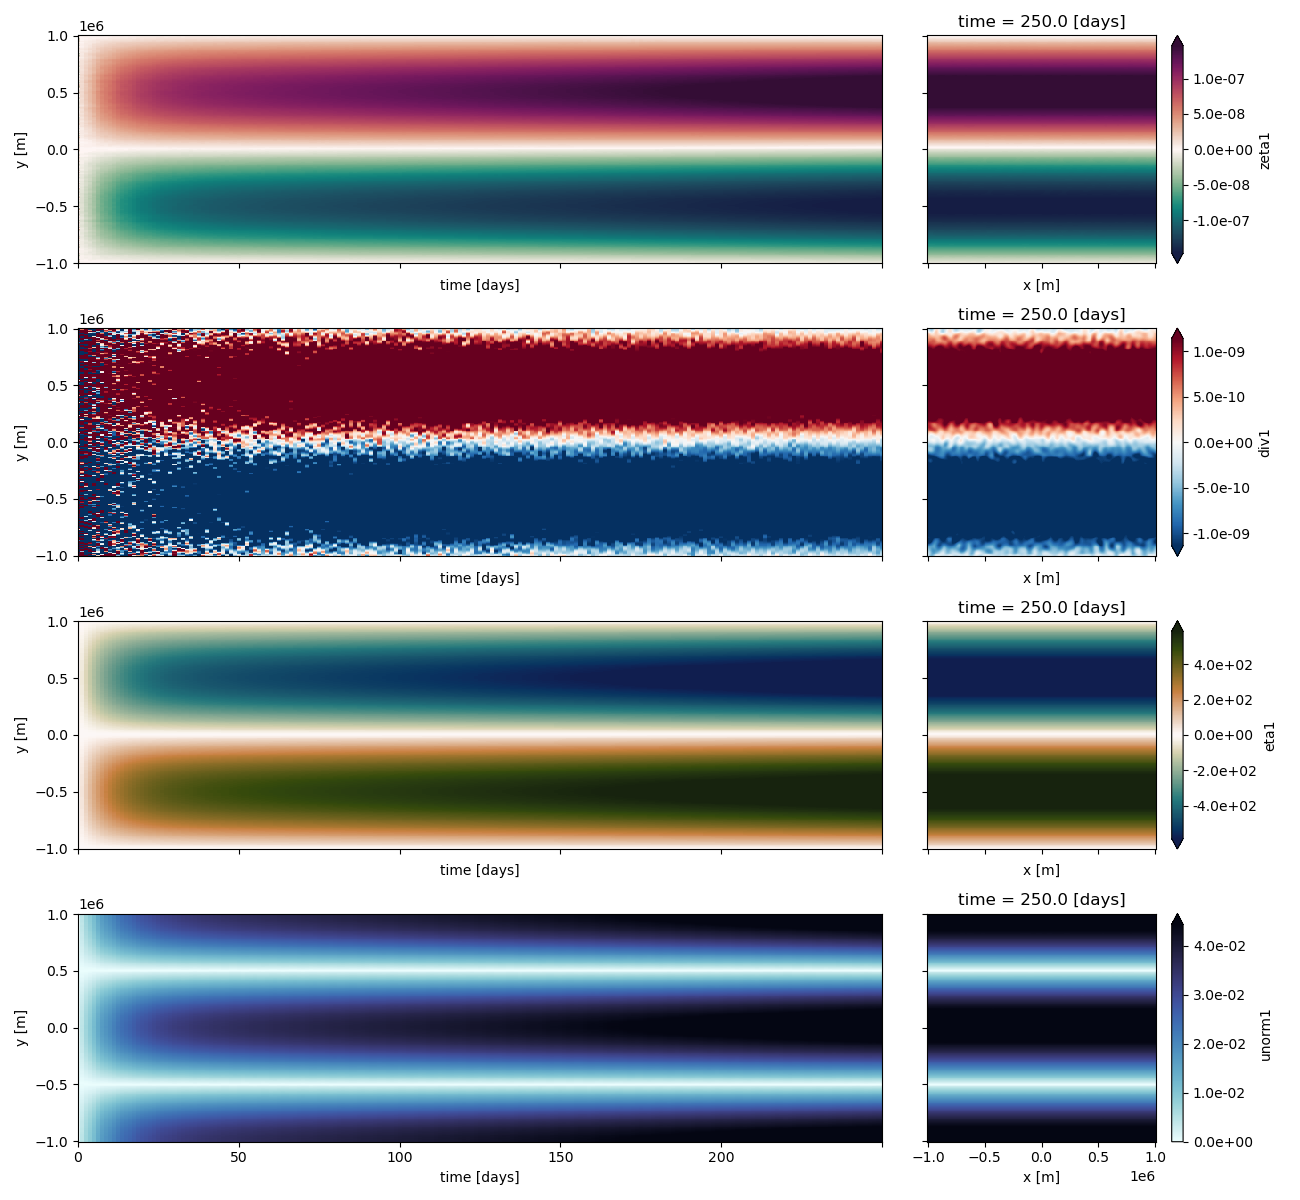 1e6
time = 250.0 [days]
1.0
0.5
0.0
−0.5
−1.0
y [m]
time [days]
x [m]
1.0e-07
5.0e-08
0.0e+00
-5.0e-08
-1.0e-07
zeta1
1e6
time = 250.0 [days]
1.0
0.5
0.0
−0.5
−1.0
y [m]
time [days]
x [m]
1.0e-09
5.0e-10
0.0e+00
-5.0e-10
-1.0e-09
div1
1e6
time = 250.0 [days]
1.0
0.5
0.0
−0.5
−1.0
y [m]
time [days]
x [m]
4.0e+02
2.0e+02
0.0e+00
-2.0e+02
-4.0e+02
eta1
1e6
time = 250.0 [days]
1.0
0.5
0.0
−0.5
−1.0
y [m]
0 50 100 150 200
time [days]
−1.0 −0.5 0.0 0.5 1.0
x [m]
1e6
4.0e-02
3.0e-02
2.0e-02
1.0e-02
0.0e+00
unorm1